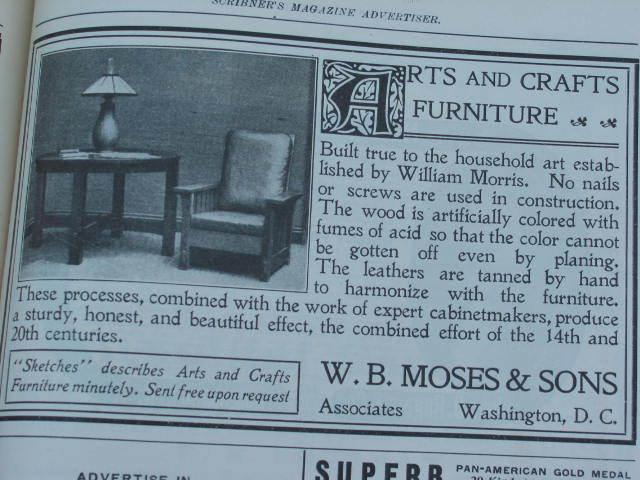 SCRIBNER'S MAGAZINE ADVERTISER.
ARTS AND CRAFTS
FURNITURE
Built true to the household art estab-
lished by William Morris. No nails
or screws are used in construction.
The wood is artificially colored with
fumes of acid so that the color cannot
be gotten off even by planing.
The leathers are tanned by hand
to harmonize with the furniture.
These processes, combined with the work of expert cabinetmakers, produce
a sturdy, honest, and beautiful effect, the combined effort of the 14th and
20th centuries.
"Sketches" describes Arts and Crafts
Furniture minutely. Sent free upon request
W. B. MOSES & SONS
Associates Washington, D. C.
ADVERTISE IN
SUPERB PAN-AMERICAN GOLD MEDAL